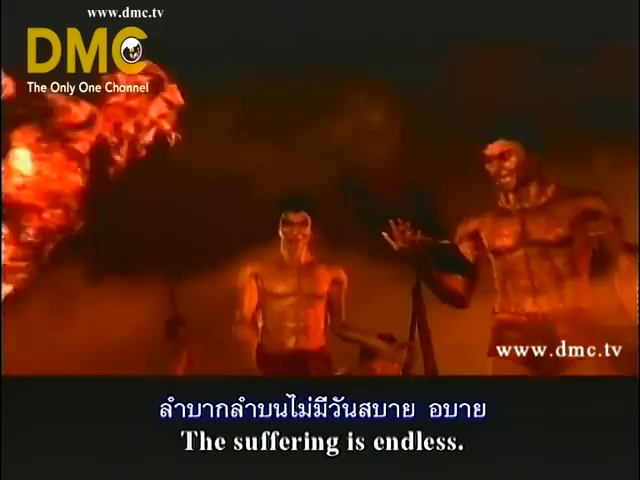 www.dmc.tv
DMC
The Only One Channel
www.dmc.tv
ลำบากลำบนไม่มีวันสบาย อบาย
The suffering is endless.